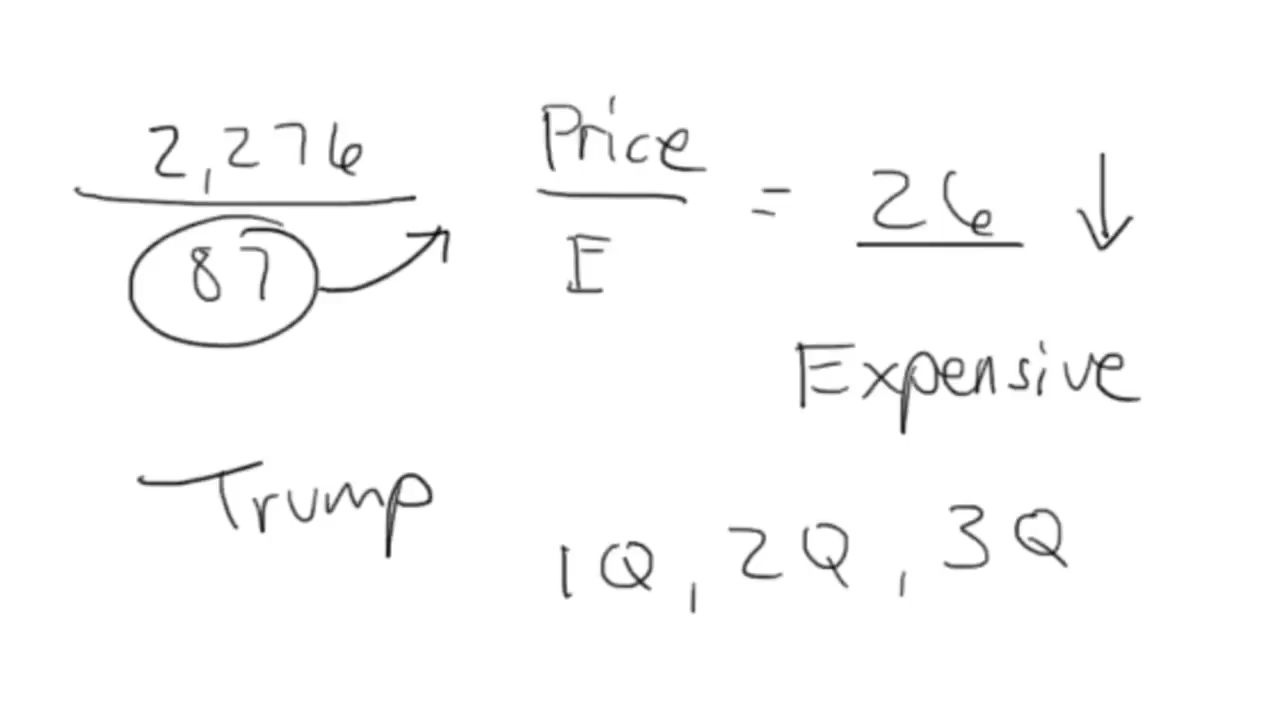 2,276
87
Price
E
= 26 ↓
Expensive
Trump
1Q, 2Q, 3Q